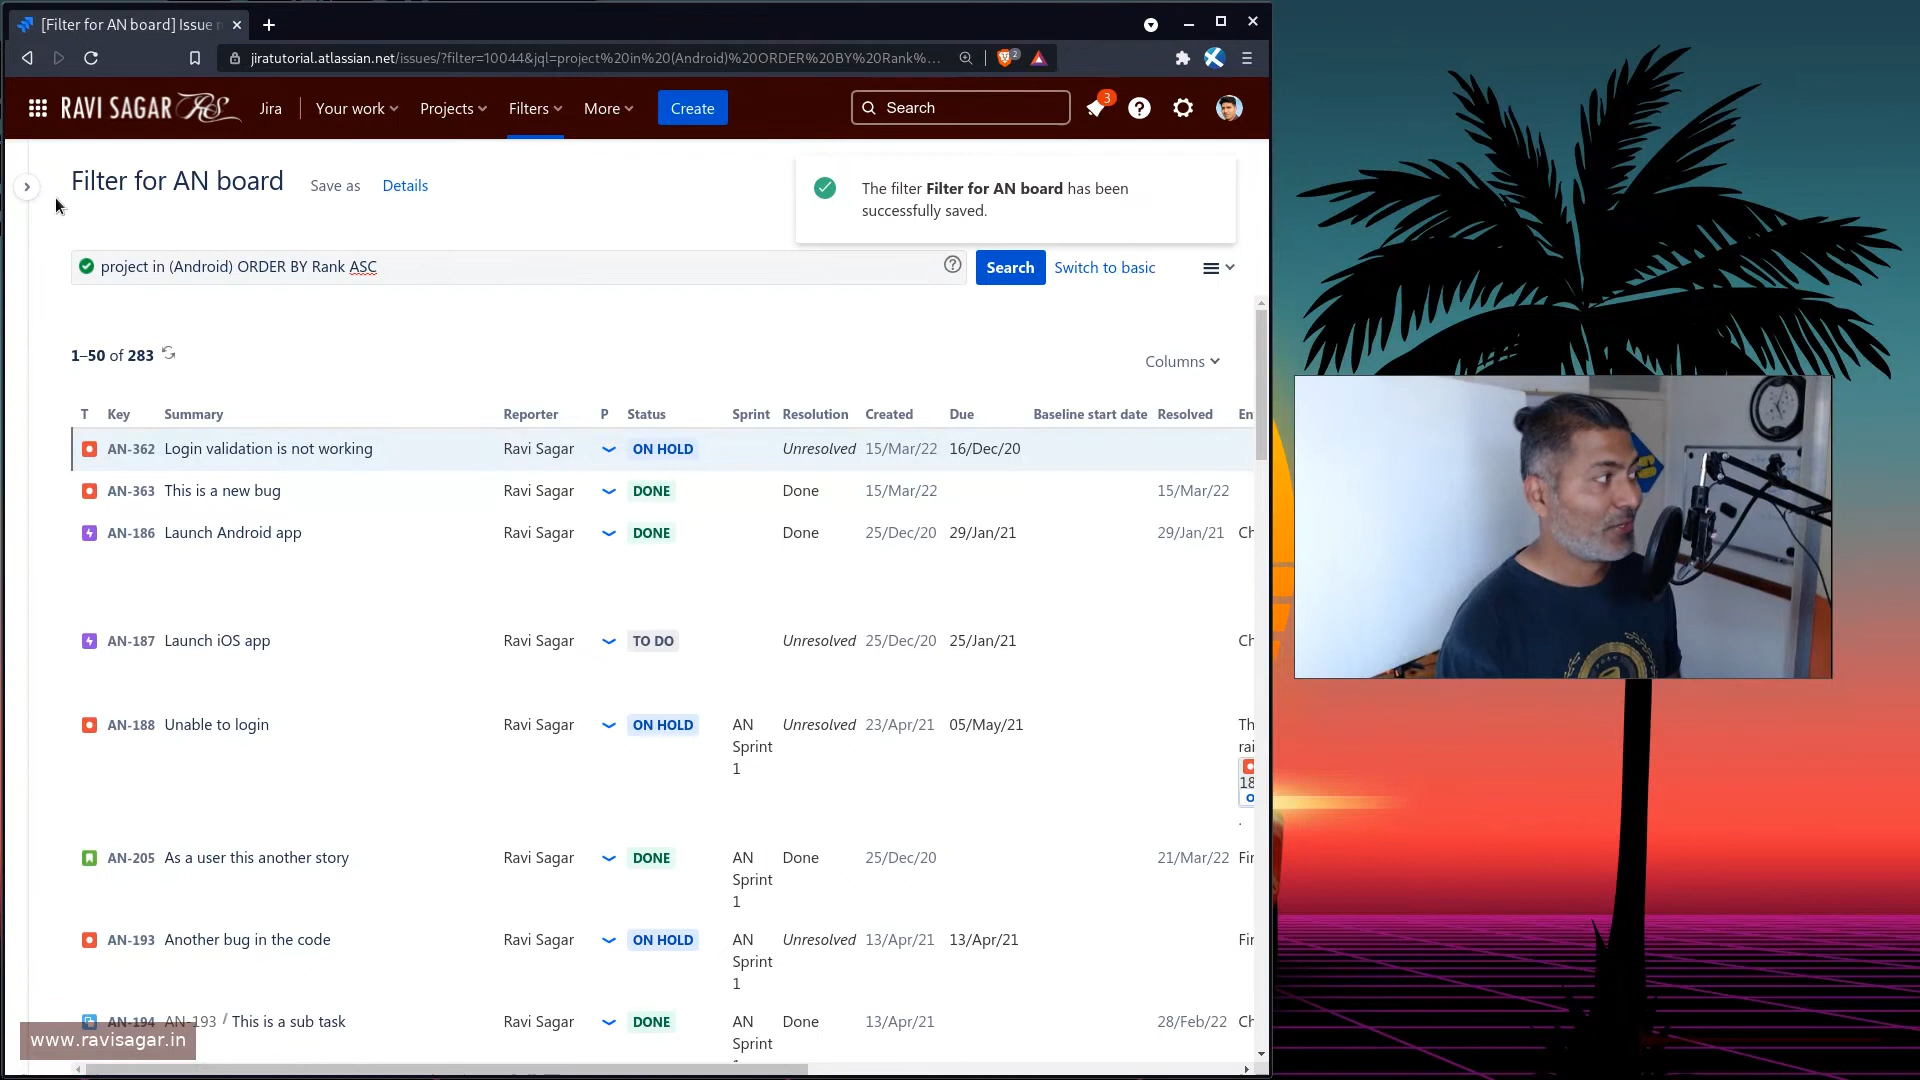 [Filter for AN board] Issue
jiratutorial.atlassian.net/issues/?filter=10044&jql=project%20in%20(Android)%20ORDER%20BY%20Rank%...
2
RAVI SAGAR RS
Jira
Your work
Projects
Filters
More
Create
Search
3
Filter for AN board
Save as
Details
The filter Filter for AN board has been
successfully saved.
project in (Android) ORDER BY Rank ASC
Search
Switch to basic
1–50 of 283
Columns
T Key Summary Reporter P Status Sprint Resolution Created Due Baseline start date Resolved En
AN-362 Login validation is not working Ravi Sagar ON HOLD Unresolved 15/Mar/22 16/Dec/20
AN-363 This is a new bug Ravi Sagar DONE Done 15/Mar/22 15/Mar/22
AN-186 Launch Android app Ravi Sagar DONE Done 25/Dec/20 29/Jan/21 29/Jan/21 Ch
AN-187 Launch iOS app Ravi Sagar TO DO Unresolved 25/Dec/20 25/Jan/21 Ch
AN-188 Unable to login Ravi Sagar ON HOLD AN Unresolved 23/Apr/21 05/May/21 Th
Sprint rai
1
18
AN-205 As a user this another story Ravi Sagar DONE AN Done 25/Dec/20 21/Mar/22 Fir
Sprint
1
AN-193 Another bug in the code Ravi Sagar ON HOLD AN Unresolved 13/Apr/21 13/Apr/21 Fir
Sprint
1
AN-194 AN-193 / This is a sub task Ravi Sagar DONE AN Done 13/Apr/21 28/Feb/22 Ch
Sprint
www.ravisagar.in